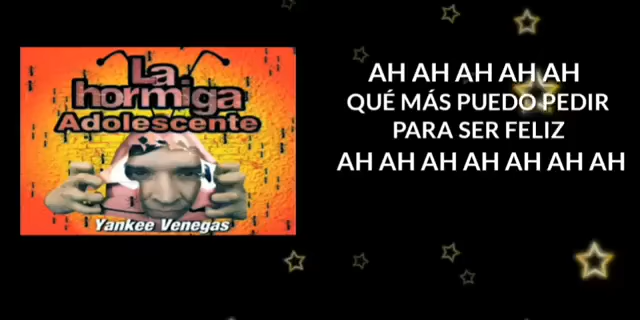 La
hormiga
Adolescente
Yankee Venegas
AH AH AH AH AH
QUÉ MÁS PUEDO PEDIR
PARA SER FELIZ
AH AH AH AH AH AH AH